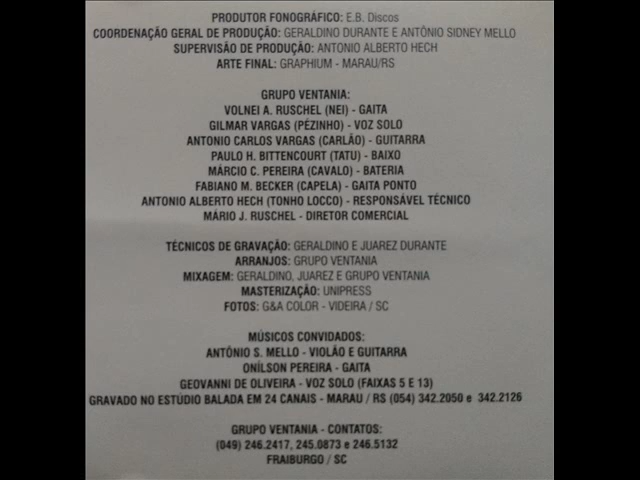 PRODUTOR FONOGRÁFICO: E.B. Discos
COORDENAÇÃO GERAL DE PRODUÇÃO: GERALDINO DURANTE E ANTÔNIO SIDNEY MELLO
SUPERVISÃO DE PRODUÇÃO: ANTONIO ALBERTO HECH
ARTE FINAL: GRAPHIUM - MARAU/RS
GRUPO VENTANIA:
VOLNEI A. RUSCHEL (NEI) - GAITA
GILMAR VARGAS (PÉZINHO) - VOZ SOLO
ANTONIO CARLOS VARGAS (CARLÃO) - GUITARRA
PAULO H. BITTENCOURT (TATU) - BAIXO
MÁRCIO C. PEREIRA (CAVALO) - BATERIA
FABIANO M. BECKER (CAPELA) - GAITA PONTO
ANTONIO ALBERTO HECH (TONHO LOCCO) - RESPONSÁVEL TÉCNICO
MÁRIO J. RUSCHEL - DIRETOR COMERCIAL
TÉCNICOS DE GRAVAÇÃO: GERALDINO E JUAREZ DURANTE
ARRANJOS: GRUPO VENTANIA
MIXAGEM: GERALDINO, JUAREZ E GRUPO VENTANIA
MASTERIZAÇÃO: UNIPRESS
FOTOS: G&A COLOR - VIDEIRA / SC
MÚSICOS CONVIDADOS:
ANTÔNIO S. MELLO - VIOLÃO E GUITARRA
ONÍLSON PEREIRA - GAITA
GEOVANNI DE OLIVEIRA - VOZ SOLO (FAIXAS 5 E 13)
GRAVADO NO ESTÚDIO BALADA EM 24 CANAIS - MARAU / RS (054) 342.2050 e 342.2126
GRUPO VENTANIA - CONTATOS:
(049) 246.2417, 245.0873 e 246.5132
FRAIBURGO / SC